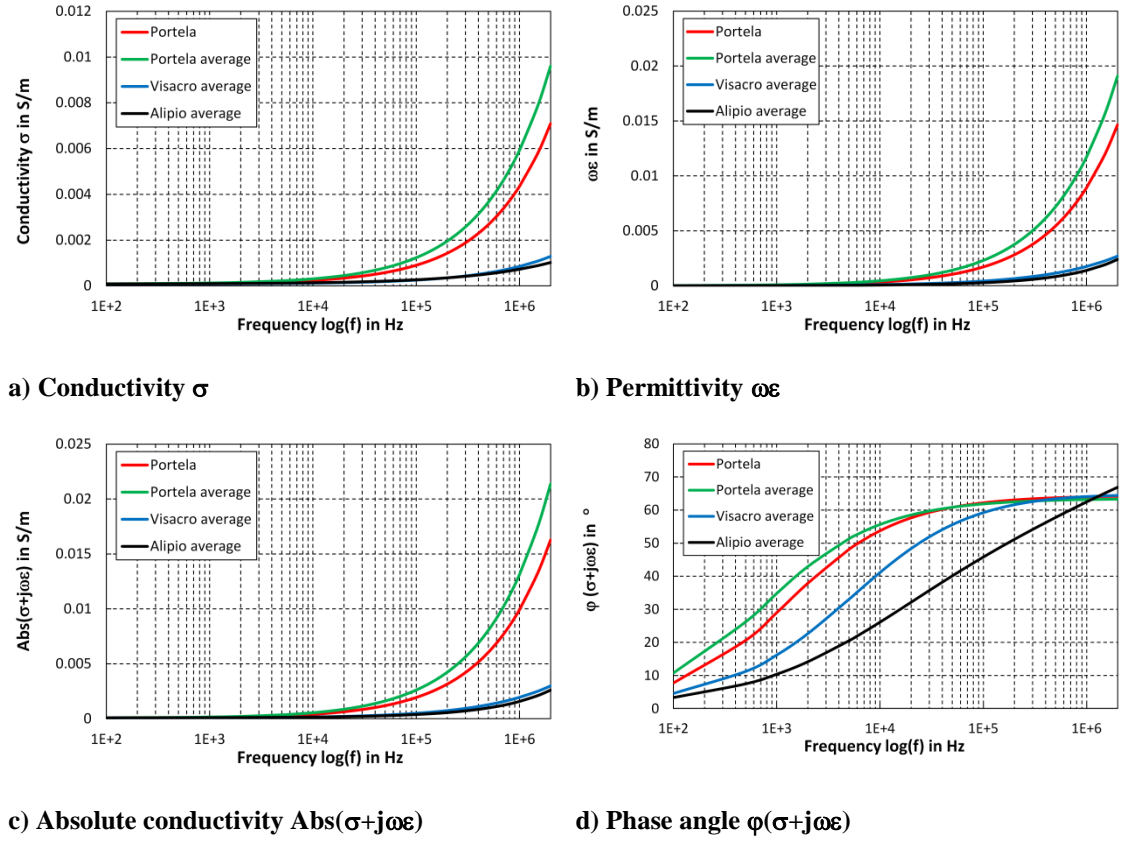 0.012
0.01
0.008
0.006
0.004
0.002
0
Conductivity σ in S/m
Portela
Portela average
Visacro average
Alipio average
1E+2 1E+3 1E+4 1E+5 1E+6
Frequency log(f) in Hz
0.025
0.02
0.015
0.01
0.005
0
ωε in S/m
Portela
Portela average
Visacro average
Alipio average
1E+2 1E+3 1E+4 1E+5 1E+6
Frequency log(f) in Hz
a) Conductivity σ
b) Permittivity ωε
0.025
0.02
0.015
0.01
0.005
0
Abs(σ+jωε) in S/m
Portela
Portela average
Visacro average
Alipio average
1E+2 1E+3 1E+4 1E+5 1E+6
Frequency log(f) in Hz
80
70
60
50
40
30
20
10
0
φ (σ+jωε) in °
Portela
Portela average
Visacro average
Alipio average
1E+2 1E+3 1E+4 1E+5 1E+6
Frequency log(f) in Hz
c) Absolute conductivity Abs(σ+jωε)
d) Phase angle φ(σ+jωε)